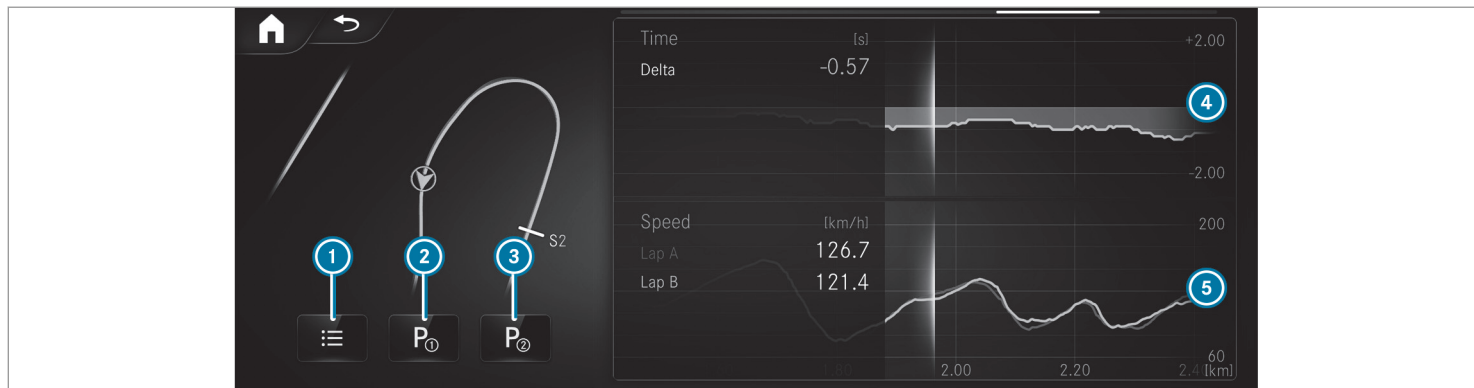 Time [s] +2.00
Delta -0.57
4
-2.00
Speed [km/h] 200
S2
Lap A 126.7
1 2 3
Lap B 121.4
5
P① P②
60
1.80 2.00 2.20 2.4 [km]